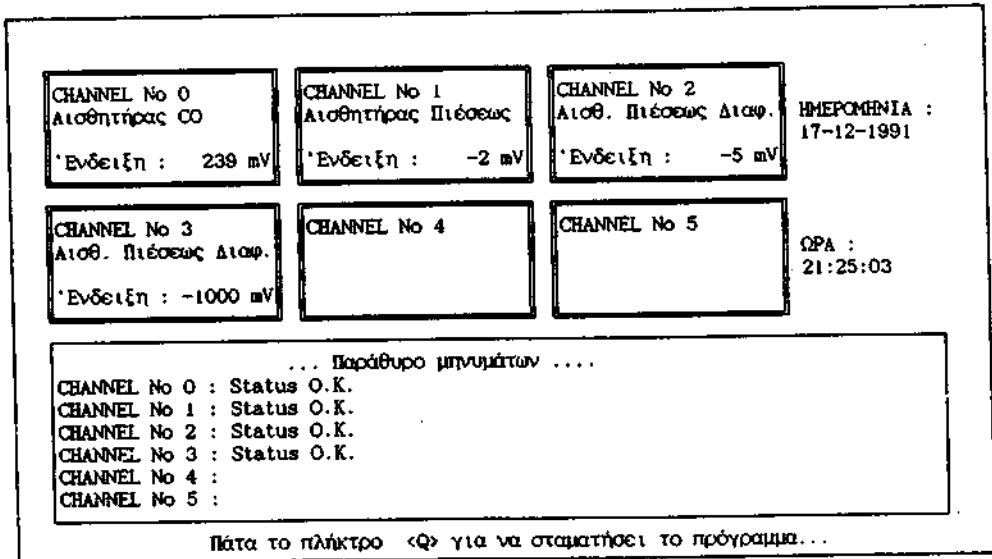 CHANNEL No 0
Αισθητήρας CO
'Ενδειξη : 239 mV
CHANNEL No 1
Αισθητήρας Πιέσεως
'Ενδειξη : -2 mV
CHANNEL No 2
Αισθ. Πιέσεως Διαφ.
'Ενδειξη : -5 mV
ΗΜΕΡΟΜΗΝΙΑ :
17-12-1991
CHANNEL No 3
Αισθ. Πιέσεως Διαφ.
'Ενδειξη : -1000 mV
CHANNEL No 4
CHANNEL No 5
ΩΡΑ :
21:25:03
... Παράθυρο μηνυμάτων ....
CHANNEL No 0 : Status O.K.
CHANNEL No 1 : Status O.K.
CHANNEL No 2 : Status O.K.
CHANNEL No 3 : Status O.K.
CHANNEL No 4 :
CHANNEL No 5 :
Πάτα το πλήκτρο <Q> για να σταματήσει το πρόγραμμα...